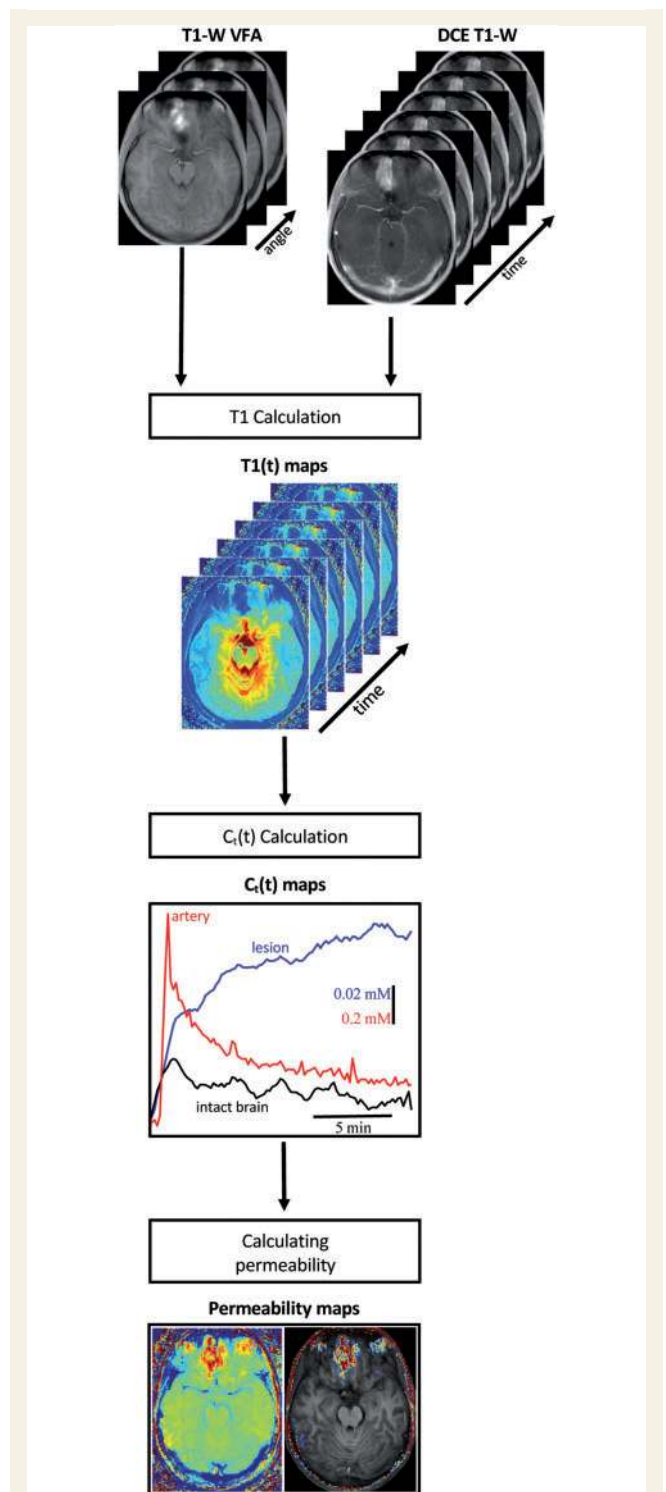 T1-W VFA
DCE T1-W
angle
time
T1 Calculation
T1(t) maps
time
Cₜ(t) Calculation
Cₜ(t) maps
artery
lesion
0.02 mM
0.2 mM
intact brain
5 min
Calculating
permeability
Permeability maps